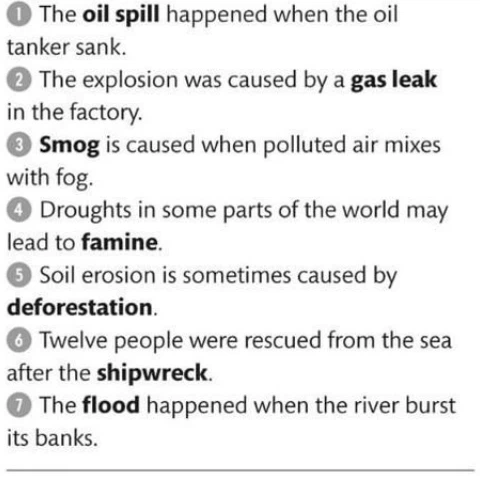 1 The oil spill happened when the oil
tanker sank.
2 The explosion was caused by a gas leak
in the factory.
3 Smog is caused when polluted air mixes
with fog.
4 Droughts in some parts of the world may
lead to famine.
5 Soil erosion is sometimes caused by
deforestation.
6 Twelve people were rescued from the sea
after the shipwreck.
7 The flood happened when the river burst
its banks.